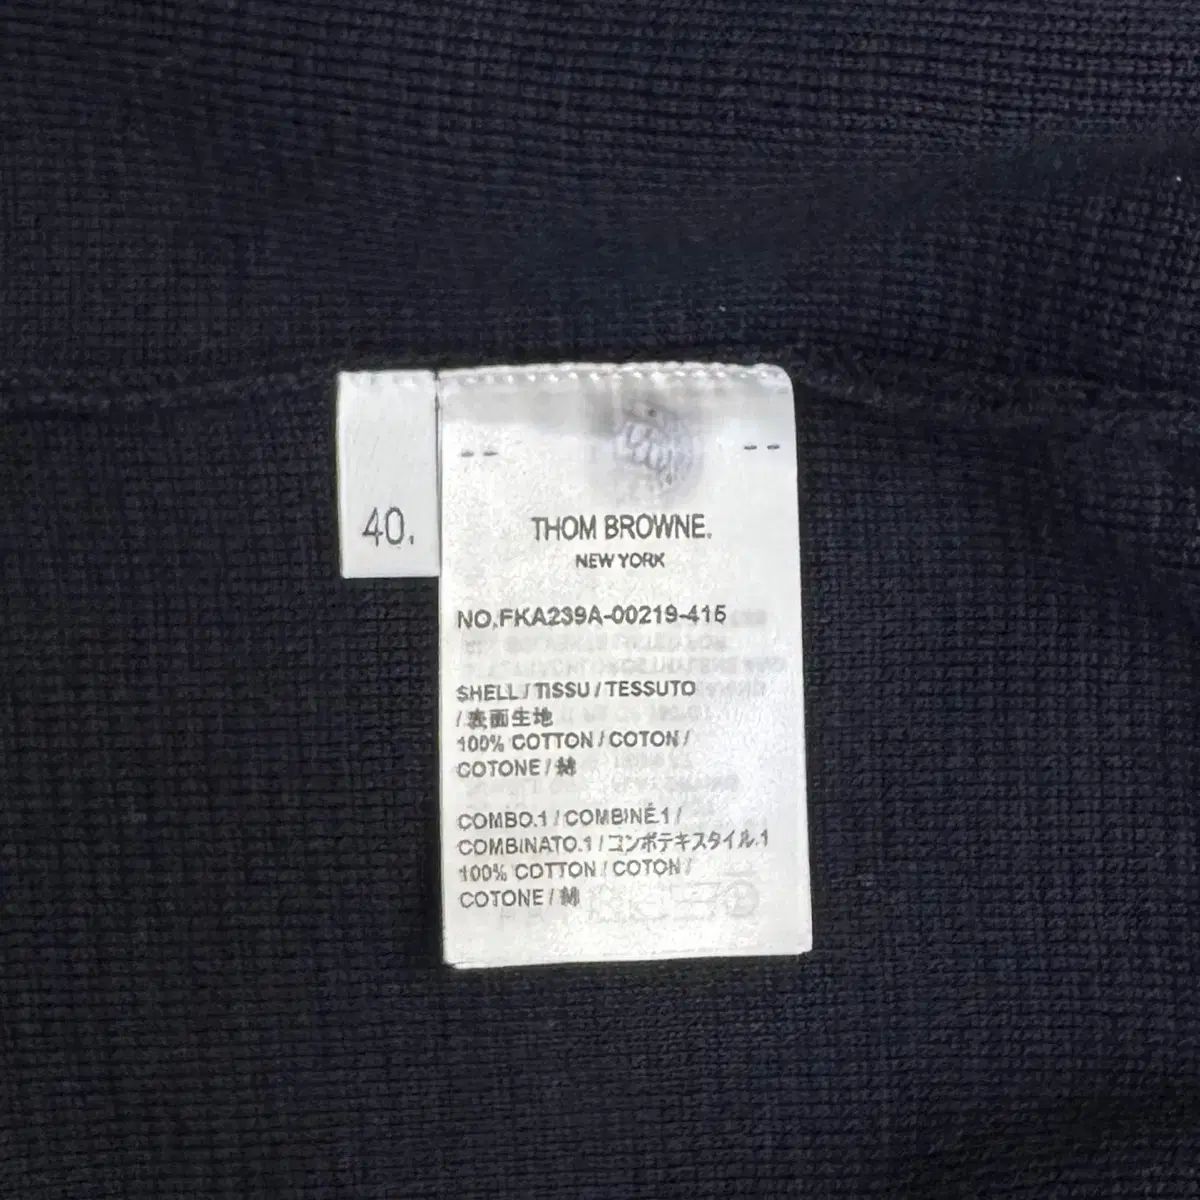 40.
THOM BROWNE.
NEW YORK
NO.FKA239A-00219-415
SHELL / TISSU / TESSUTO
/ 表面生地
100% COTTON / COTON /
COTONE / 綿
COMBO.1 / COMBINÉ.1 /
COMBINATO.1 / コンボテキスタイル.1
100% COTTON / COTON /
COTONE / 綿